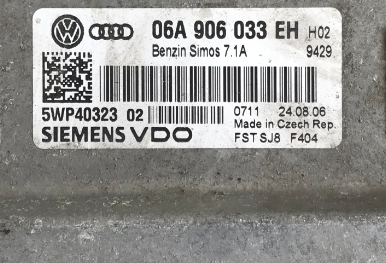 06A 906 033 EH H02
Benzin Simos 7.1A 9429
5WP40323 02 0711 24.08.06
SIEMENS VDO Made in Czech Rep.
FST SJ8 F404